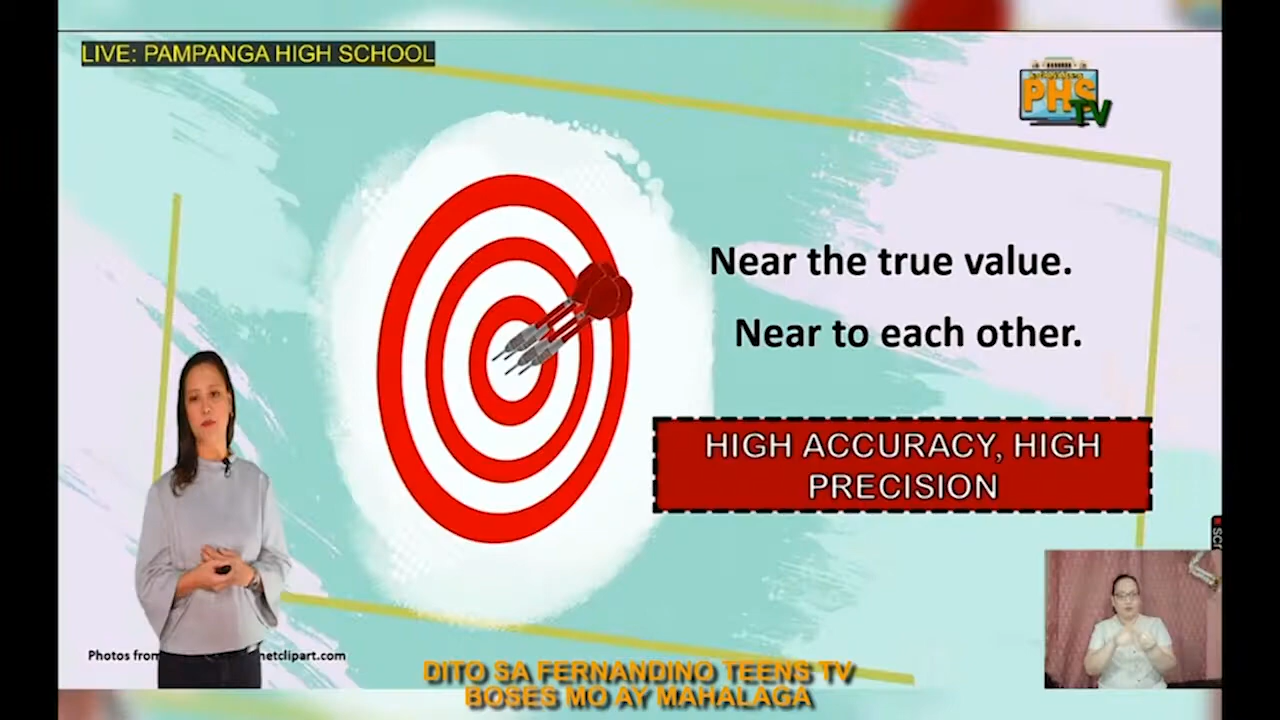 LIVE: PAMPANGA HIGH SCHOOL
PHS
TV
Near the true value.
Near to each other.
HIGH ACCURACY, HIGH
PRECISION
Photos from netclipart.com
DITO SA FERNANDINO TEENS TV
BOSES MO AY MAHALAGA